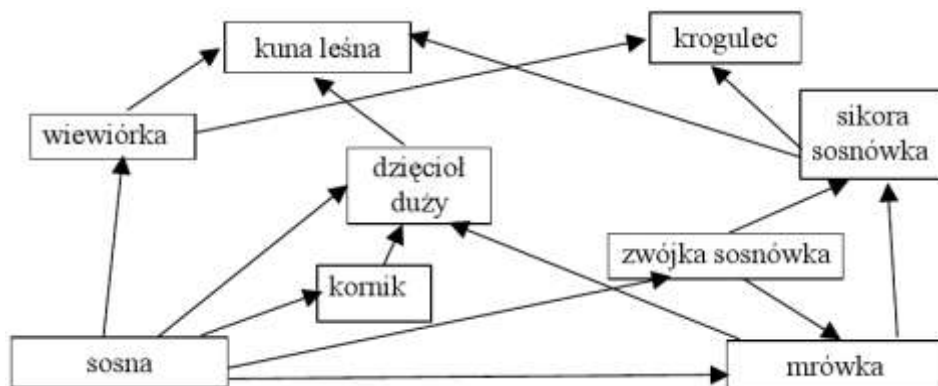 kuna leśna
krogulec
wiewiórka
sikora
sosnówka
dzięcioł
duży
zwójka sosnówka
kornik
sosna
mrówka